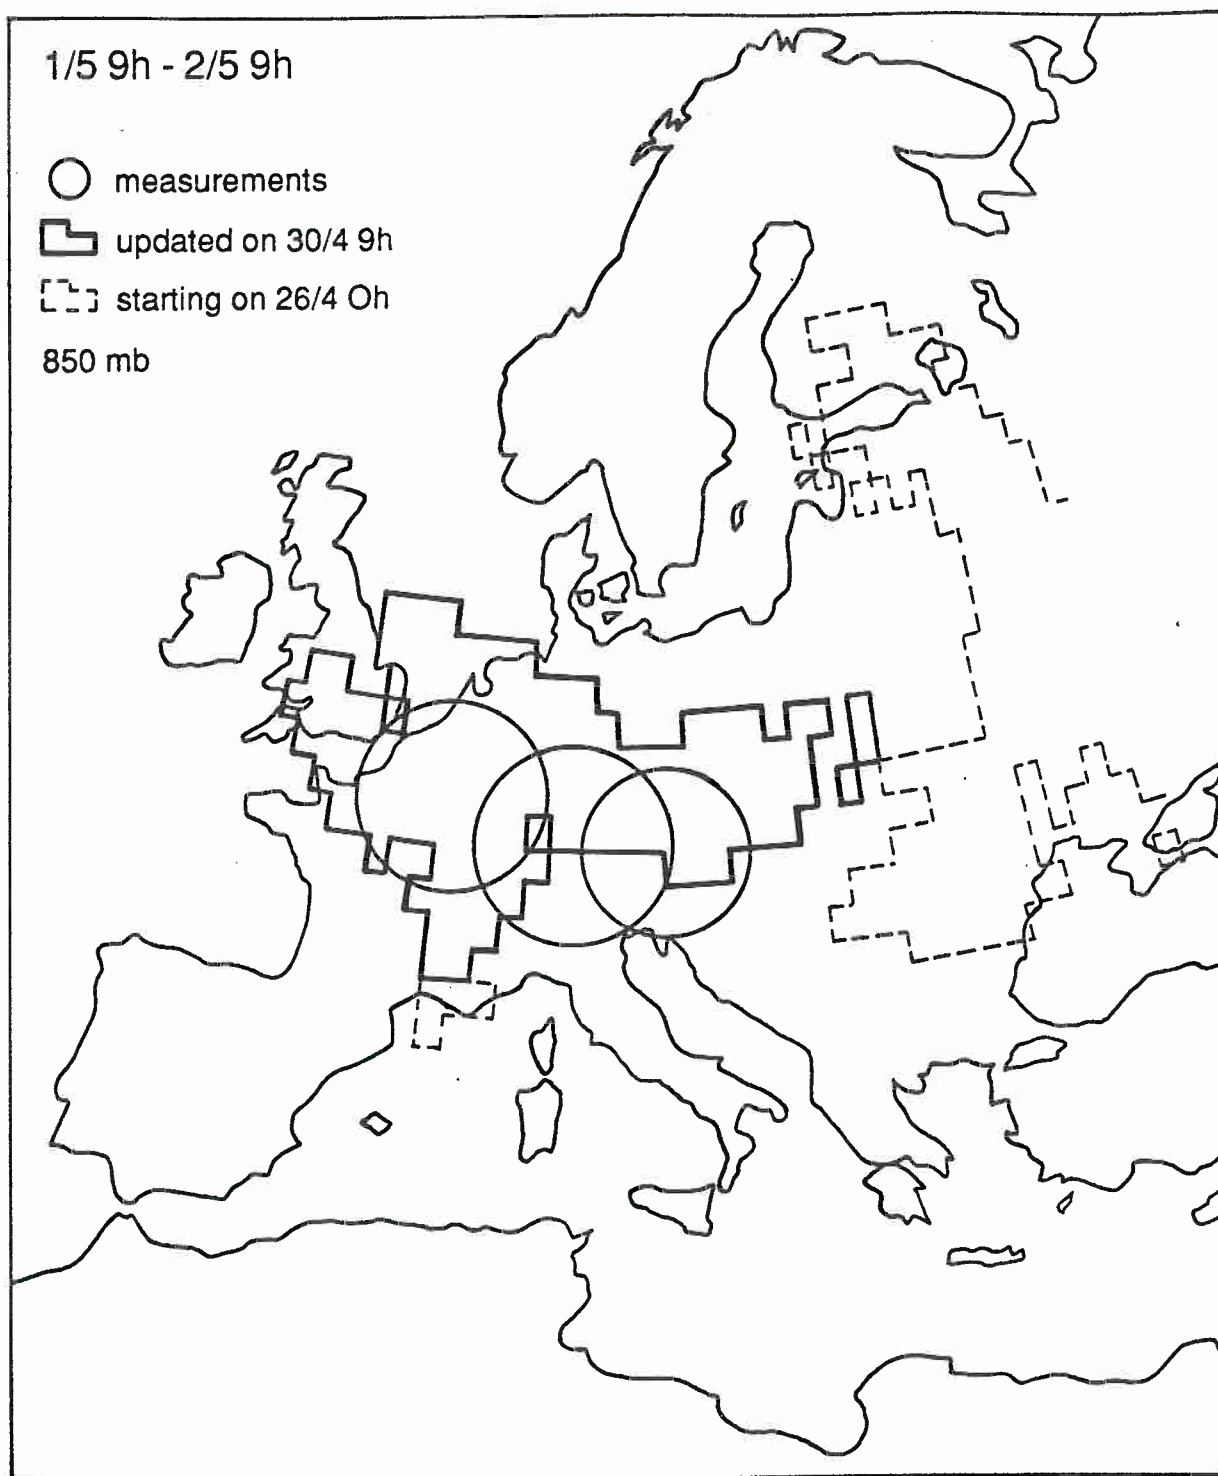 1/5 9h - 2/5 9h
measurements
updated on 30/4 9h
starting on 26/4 Oh
850 mb